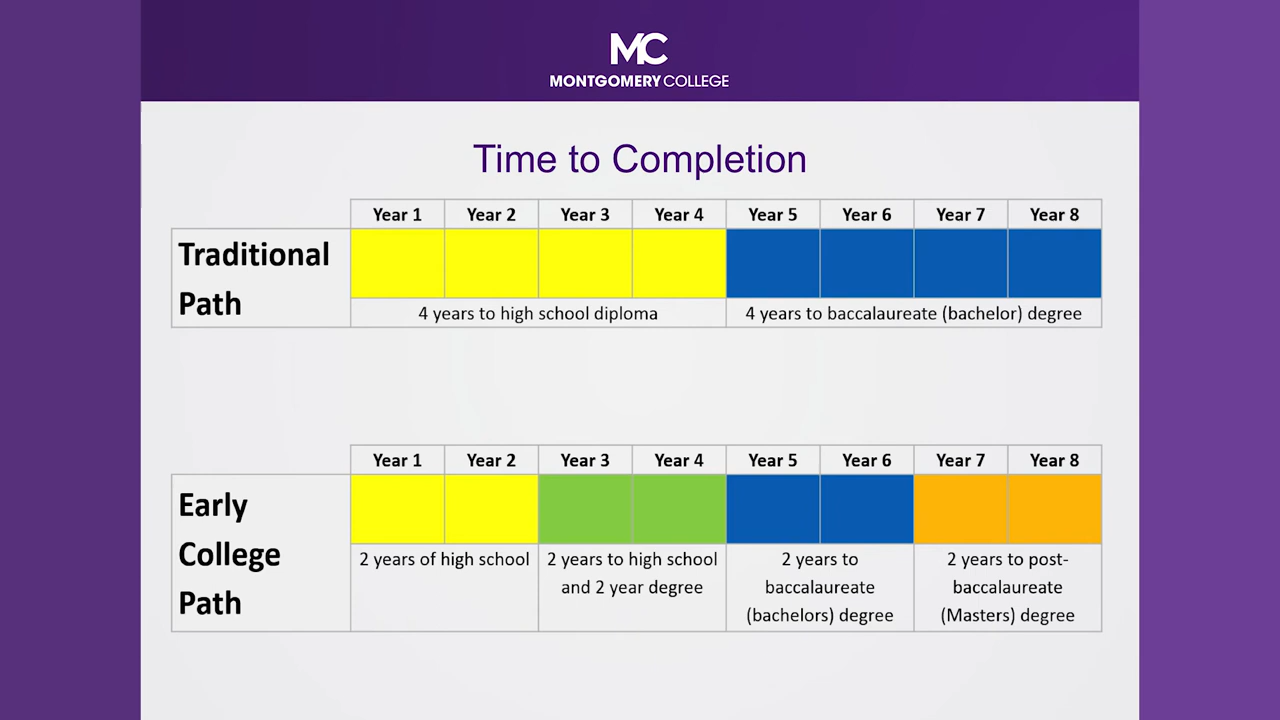 MC
MONTGOMERY COLLEGE
Time to Completion
Year 1 Year 2 Year 3 Year 4 Year 5 Year 6 Year 7 Year 8
Traditional
Path
4 years to high school diploma 4 years to baccalaureate (bachelor) degree
Year 1 Year 2 Year 3 Year 4 Year 5 Year 6 Year 7 Year 8
Early
College
Path
2 years of high school
2 years to high school
and 2 year degree
2 years to
baccalaureate
(bachelors) degree
2 years to post-
baccalaureate
(Masters) degree